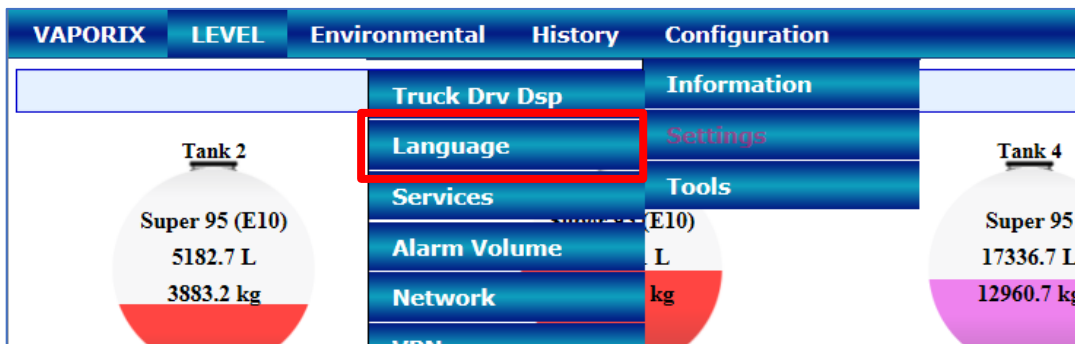 VAPORIX LEVEL Environmental History Configuration
Information
Truck Drv Dsp
Settings
Language
Tools
Services
Alarm Volume
Network
VPN
Tank 2
Super 95 (E10)
5182.7 L
3883.2 kg
(E10)
L
kg
Tank 4
Super 95
17336.7 L
12960.7 kg